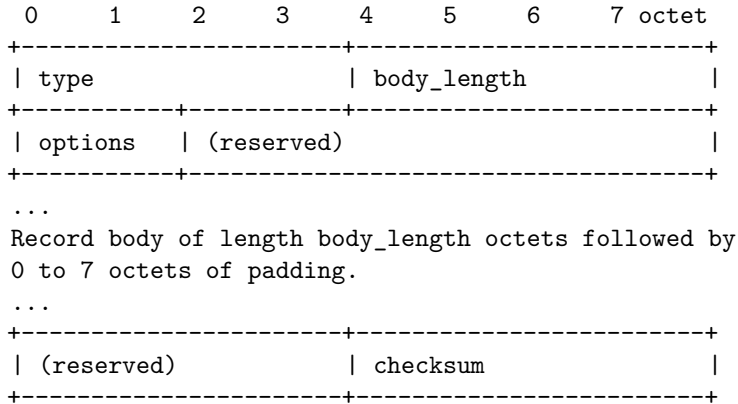 0 1 2 3 4 5 6 7 octet
+-----------------------+-------------------------+
| type | body_length |
+-----------+-----------+-------------------------+
| options | (reserved) |
+-----------+-------------------------------------+
...
Record body of length body_length octets followed by
0 to 7 octets of padding.
...
+-----------------------+-------------------------+
| (reserved) | checksum |
+-----------------------+-------------------------+